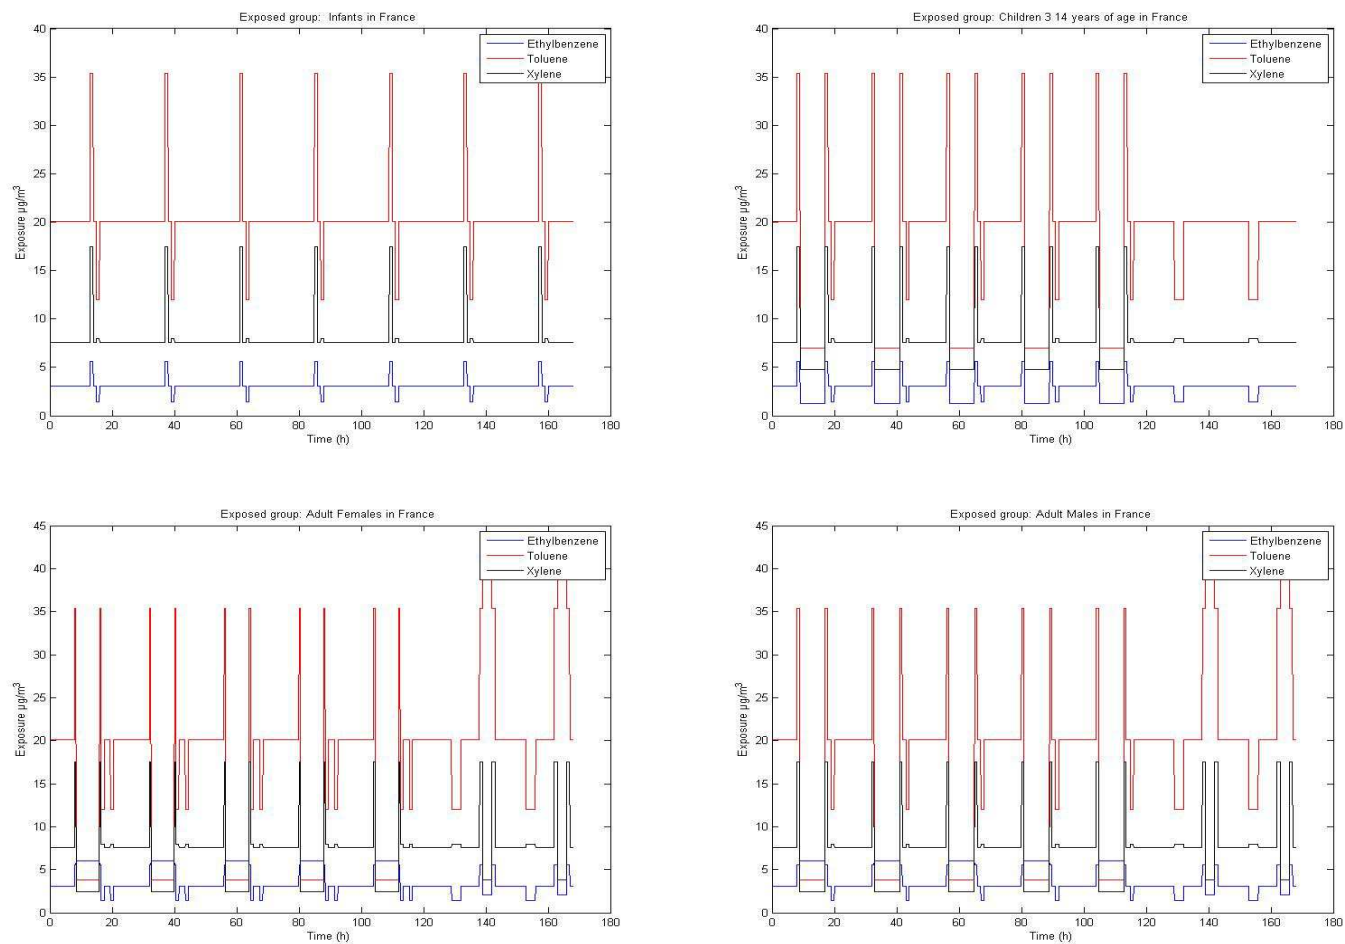 Exposed group:  Infants in France
40
35
30
25
20
15
10
5
0
Exposure µg/m³
0 20 40 60 80 100 120 140 160 180
Time (h)
Ethylbenzene
Toluene
Xylene
Exposed group: Children 3 14 years of age in France
40
35
30
25
20
15
10
5
0
Exposure µg/m³
0 20 40 60 80 100 120 140 160 180
Time (h)
Ethylbenzene
Toluene
Xylene
Exposed group: Adult Females in France
45
40
35
30
25
20
15
10
5
0
Exposure µg/m³
0 20 40 60 80 100 120 140 160 180
Time (h)
Ethylbenzene
Toluene
Xylene
Exposed group: Adult Males in France
45
40
35
30
25
20
15
10
5
0
Exposure µg/m³
0 20 40 60 80 100 120 140 160 180
Time (h)
Ethylbenzene
Toluene
Xylene